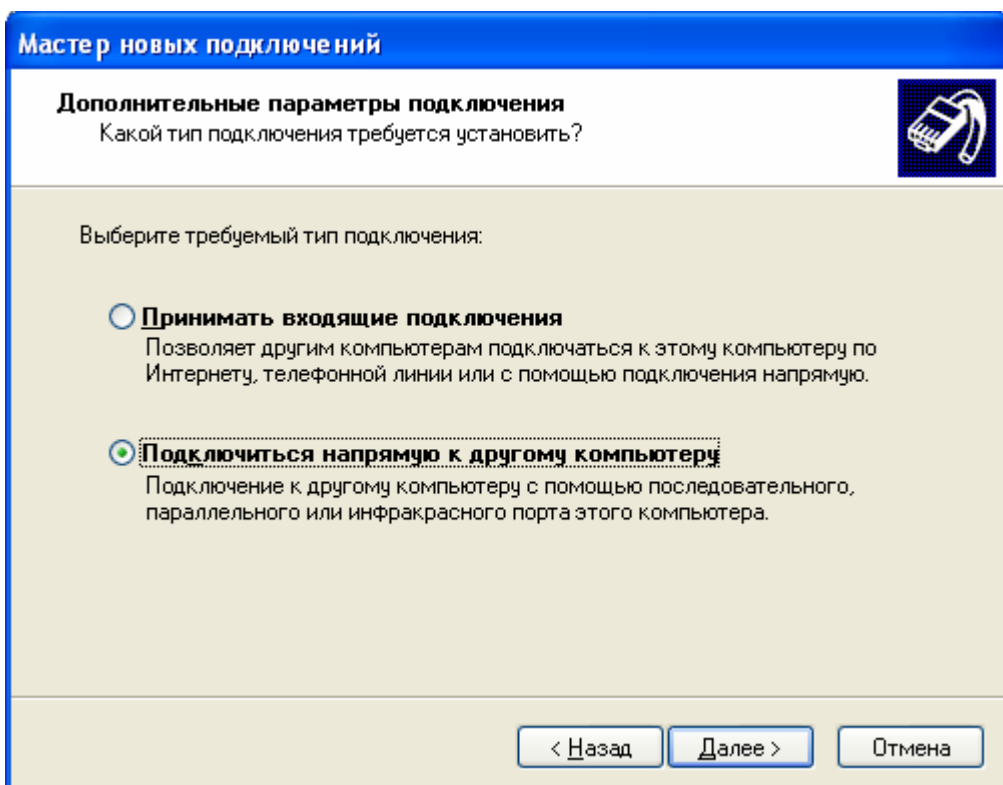 Мастер новых подключений
Дополнительные параметры подключения
Какой тип подключения требуется установить?
Выберите требуемый тип подключения:
Принимать входящие подключения
Позволяет другим компьютерам подключаться к этому компьютеру по
Интернету, телефонной линии или с помощью подключения напрямую.
Подключиться напрямую к другому компьютеру
Подключение к другому компьютеру с помощью последовательного,
параллельного или инфракрасного порта этого компьютера.
< Назад Далее > Отмена